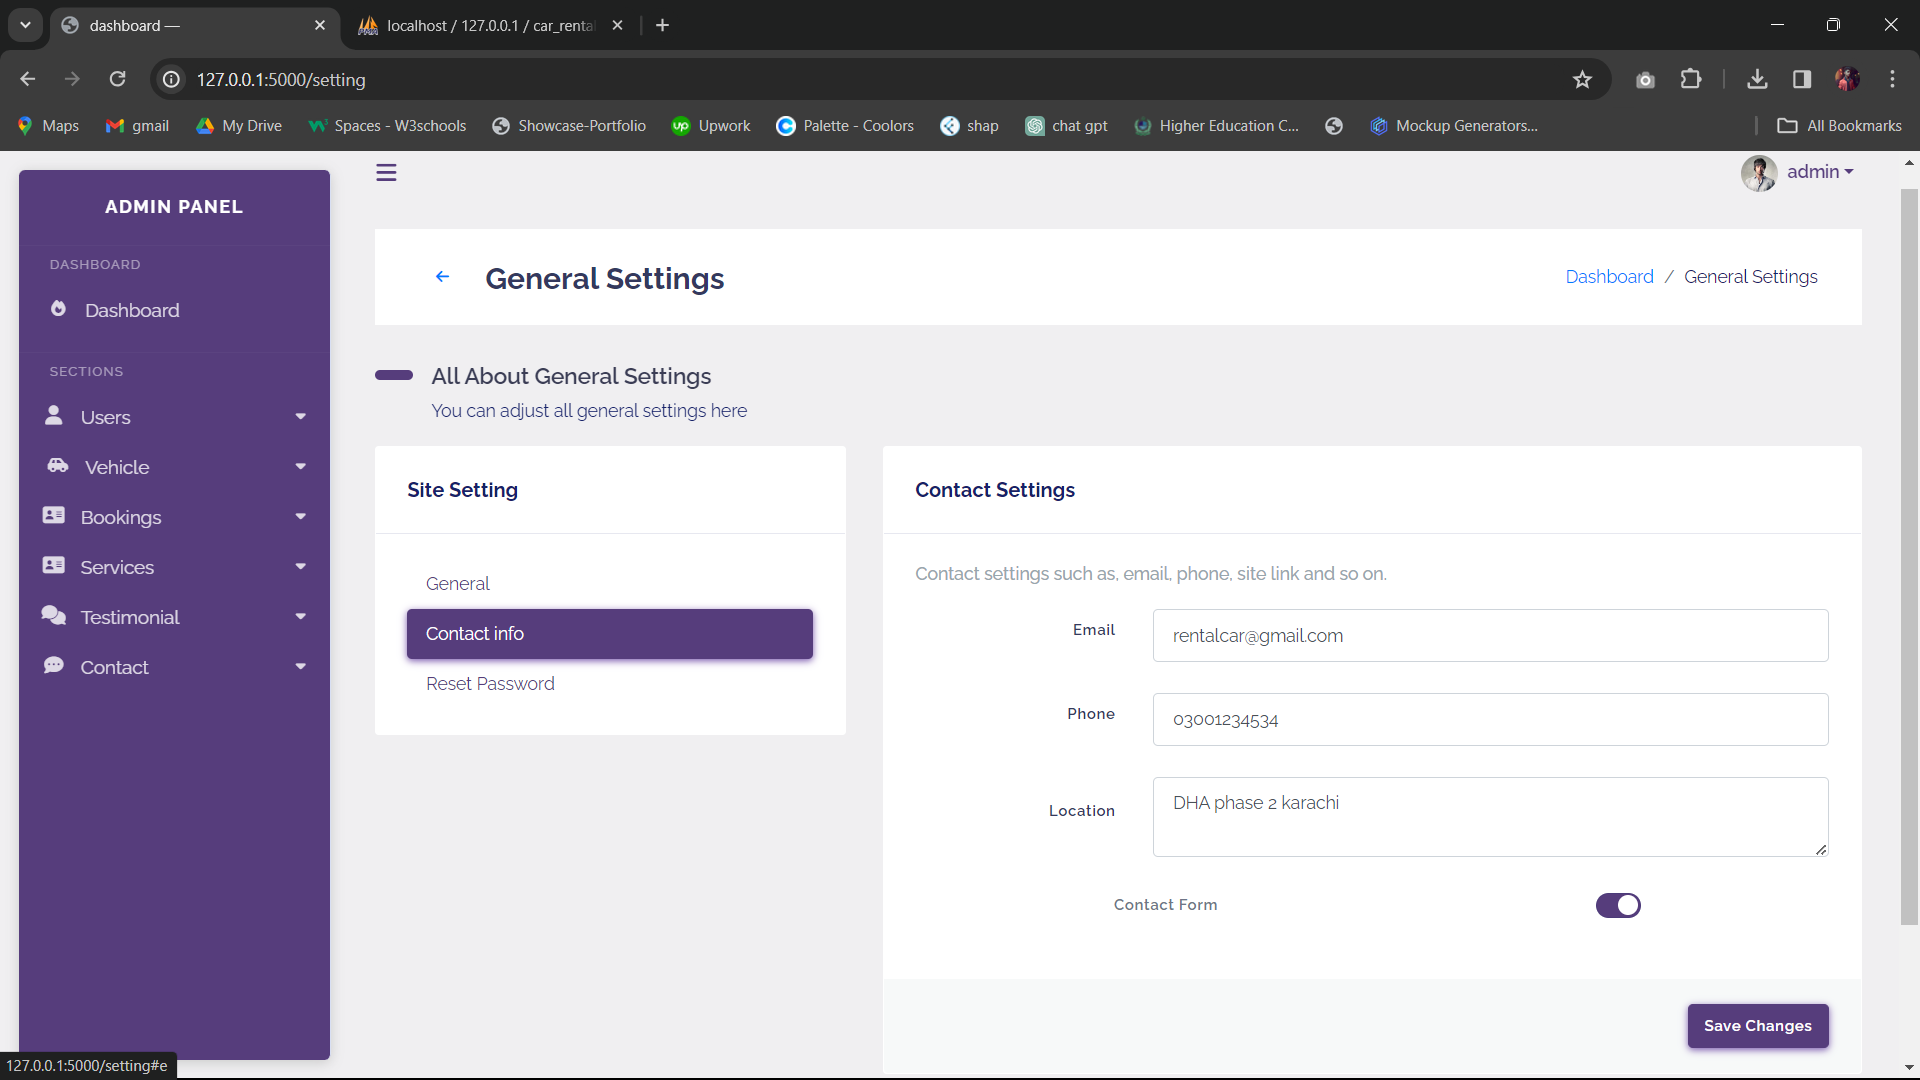 dashboard —
localhost / 127.0.0.1 / car_renta
127.0.0.1:5000/setting
Maps
gmail
My Drive
Spaces - W3schools
Showcase-Portfolio
up
Upwork
Palette - Coolors
shap
chat gpt
Higher Education C...
Mockup Generators...
All Bookmarks
ADMIN PANEL
DASHBOARD
Dashboard
SECTIONS
Users
Vehicle
Bookings
Services
Testimonial
Contact
admin
General Settings
Dashboard / General Settings
All About General Settings
You can adjust all general settings here
Site Setting
General
Contact info
Reset Password
Contact Settings
Contact settings such as, email, phone, site link and so on.
Email
rentalcar@gmail.com
Phone
03001234534
Location
DHA phase 2 karachi
Contact Form
Save Changes
127.0.0.1:5000/setting#e